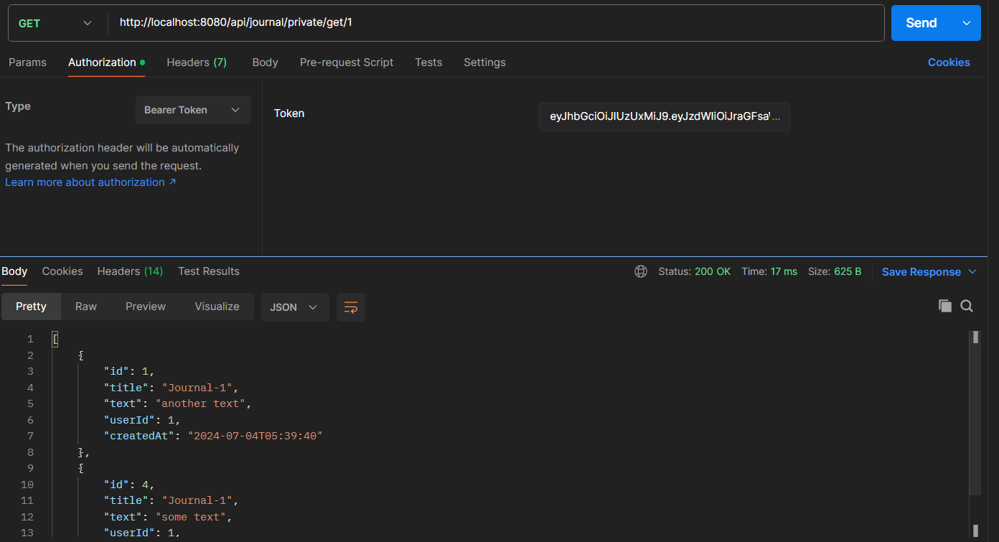 GET http://localhost:8080/api/journal/private/get/1 Send
Params Authorization Headers (7) Body Pre-request Script Tests Settings Cookies
Type Bearer Token
Token eyJhbGciOiJIUzUxMiJ9.eyJzdWIiOiJraGFsaV ...
The authorization header will be automatically
generated when you send the request.
Learn more about authorization ↗
Body Cookies Headers (14) Test Results Status: 200 OK Time: 17 ms Size: 625 B Save Response
Pretty Raw Preview Visualize JSON
1 [
2 {
3 "id": 1,
4 "title": "Journal-1",
5 "text": "another text",
6 "userId": 1,
7 "createdAt": "2024-07-04T05:39:40"
8 },
9 {
10 "id": 4,
11 "title": "Journal-1",
12 "text": "some text",
13 "userId": 1,